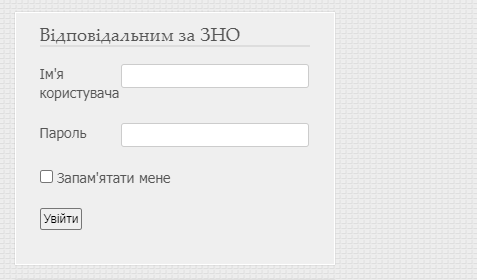 Відповідальним за ЗНО
Ім'я
користувача
Пароль
Запам'ятати мене
Увійти